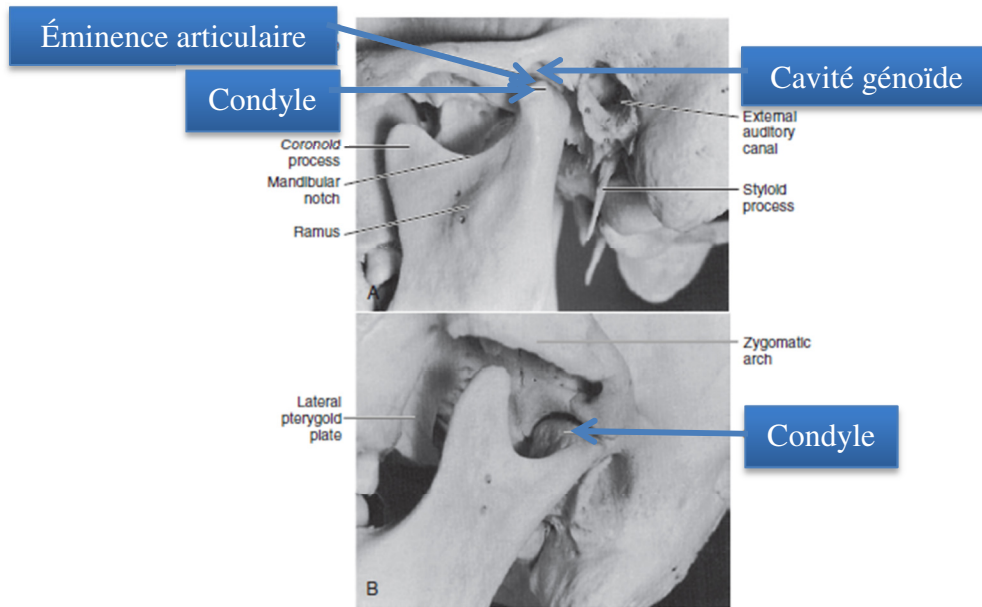 Éminence articulaire
Condyle
Cavité génoïde
Coronoid
process
Mandibular
notch
Ramus
External
auditory
canal
Styloid
process
A
Zygomatic
arch
Lateral
pterygoid
plate
Condyle
B